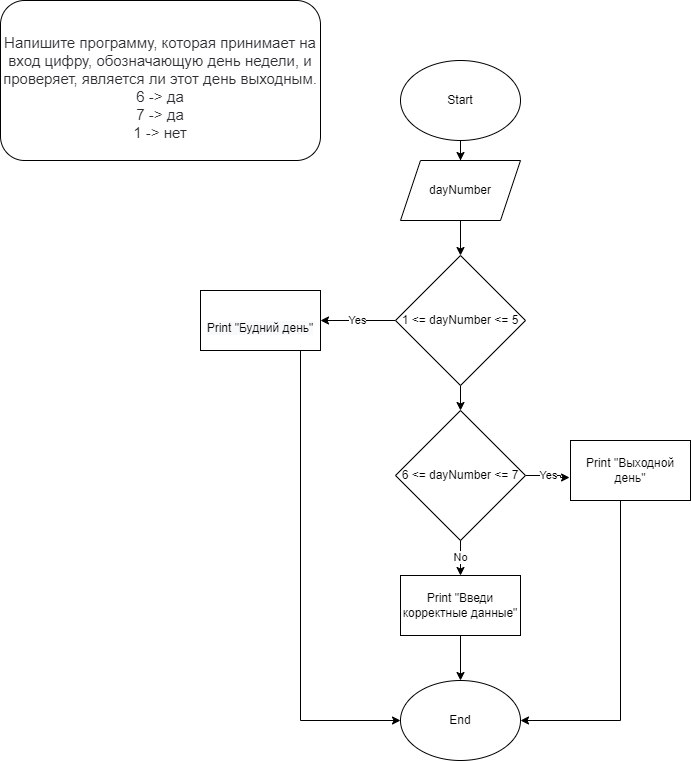 Напишите программу, которая принимает на
вход цифру, обозначающую день недели, и
проверяет, является ли этот день выходным.
6 -> да
7 -> да
1 -> нет
Start
dayNumber
1 <= dayNumber <= 5
Yes
Print "Будний день"
6 <= dayNumber <= 7
Yes
Print "Выходной
день"
No
Print "Введи
корректные данные"
End